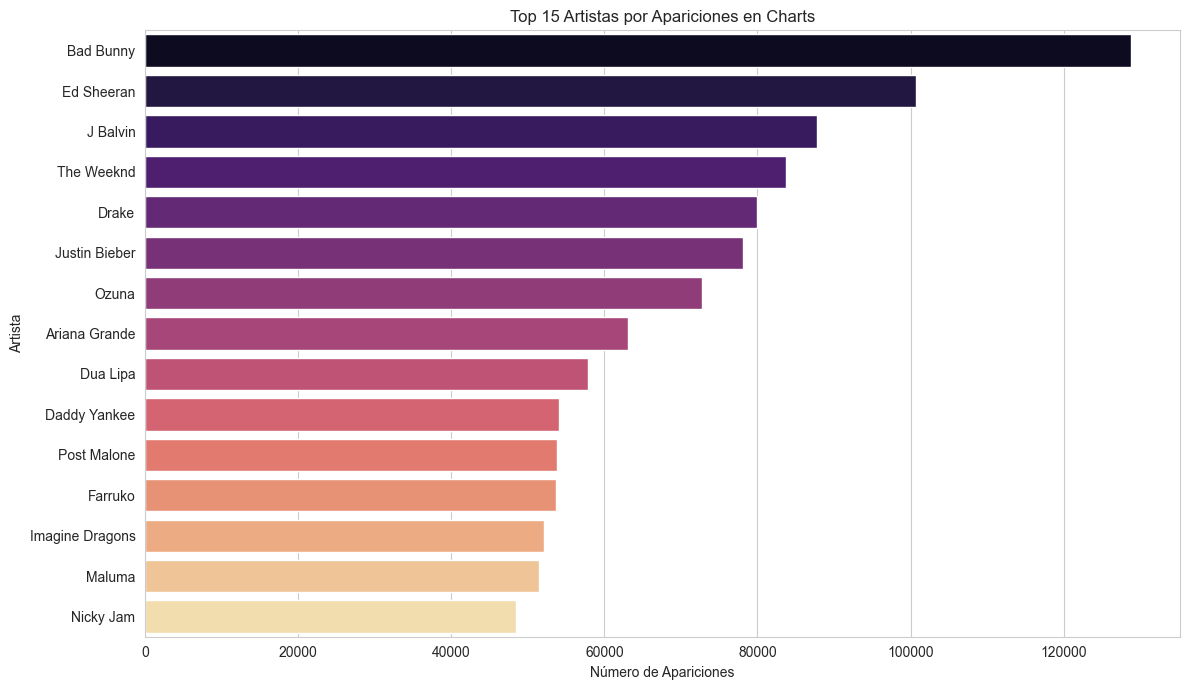 Top 15 Artistas por Apariciones en Charts
Artista
Bad Bunny
Ed Sheeran
J Balvin
The Weeknd
Drake
Justin Bieber
Ozuna
Ariana Grande
Dua Lipa
Daddy Yankee
Post Malone
Farruko
Imagine Dragons
Maluma
Nicky Jam
0 20000 40000 60000 80000 100000 120000
Número de Apariciones